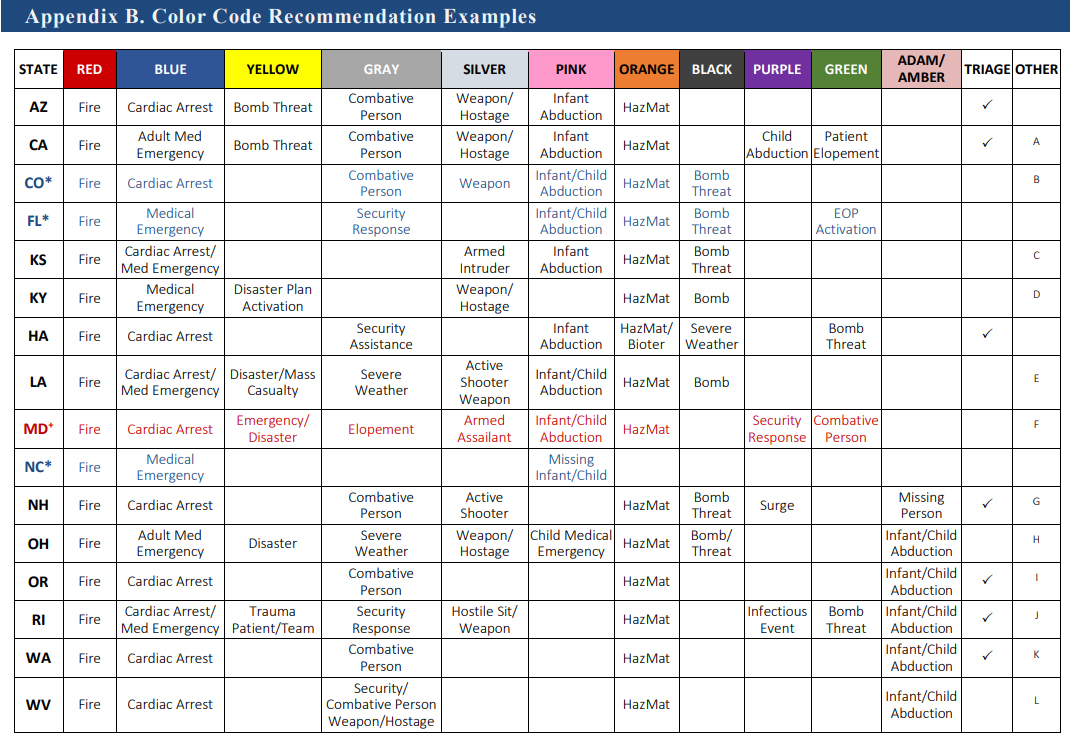 Appendix B. Color Code Recommendation Examples
STATE RED BLUE YELLOW GRAY SILVER PINK ORANGE BLACK PURPLE GREEN ADAM/ AMBER TRIAGE OTHER
AZ Fire Cardiac Arrest Bomb Threat Combative Person Weapon/ Hostage Infant Abduction HazMat ✓
CA Fire Adult Med Emergency Bomb Threat Combative Person Weapon/ Hostage Infant Abduction HazMat Child Abduction Patient Elopement ✓ A
CO* Fire Cardiac Arrest Combative Person Weapon Infant/Child Abduction HazMat Bomb Threat B
FL* Fire Medical Emergency Security Response Infant/Child Abduction HazMat Bomb Threat EOP Activation
KS Fire Cardiac Arrest/ Med Emergency Armed Intruder Infant Abduction HazMat Bomb Threat C
KY Fire Medical Emergency Disaster Plan Activation Weapon/ Hostage HazMat Bomb D
HA Fire Cardiac Arrest Security Assistance Infant Abduction HazMat/ Bioter Severe Weather Bomb Threat ✓
LA Fire Cardiac Arrest/ Med Emergency Disaster/Mass Casualty Severe Weather Active Shooter Weapon Infant/Child Abduction HazMat Bomb E
MD+ Fire Cardiac Arrest Emergency/ Disaster Elopement Armed Assailant Infant/Child Abduction HazMat Security Response Combative Person F
NC* Fire Medical Emergency Missing Infant/Child
NH Fire Cardiac Arrest Combative Person Active Shooter HazMat Bomb Threat Surge Missing Person ✓ G
OH Fire Adult Med Emergency Disaster Severe Weather Weapon/ Hostage Child Medical Emergency HazMat Bomb/ Threat Infant/Child Abduction H
OR Fire Cardiac Arrest Combative Person HazMat Infant/Child Abduction ✓ I
RI Fire Cardiac Arrest/ Med Emergency Trauma Patient/Team Security Response Hostile Sit/ Weapon HazMat Infectious Event Bomb Threat Infant/Child Abduction ✓ J
WA Fire Cardiac Arrest Combative Person HazMat Infant/Child Abduction ✓ K
WV Fire Cardiac Arrest Security/ Combative Person Weapon/Hostage HazMat Infant/Child Abduction L